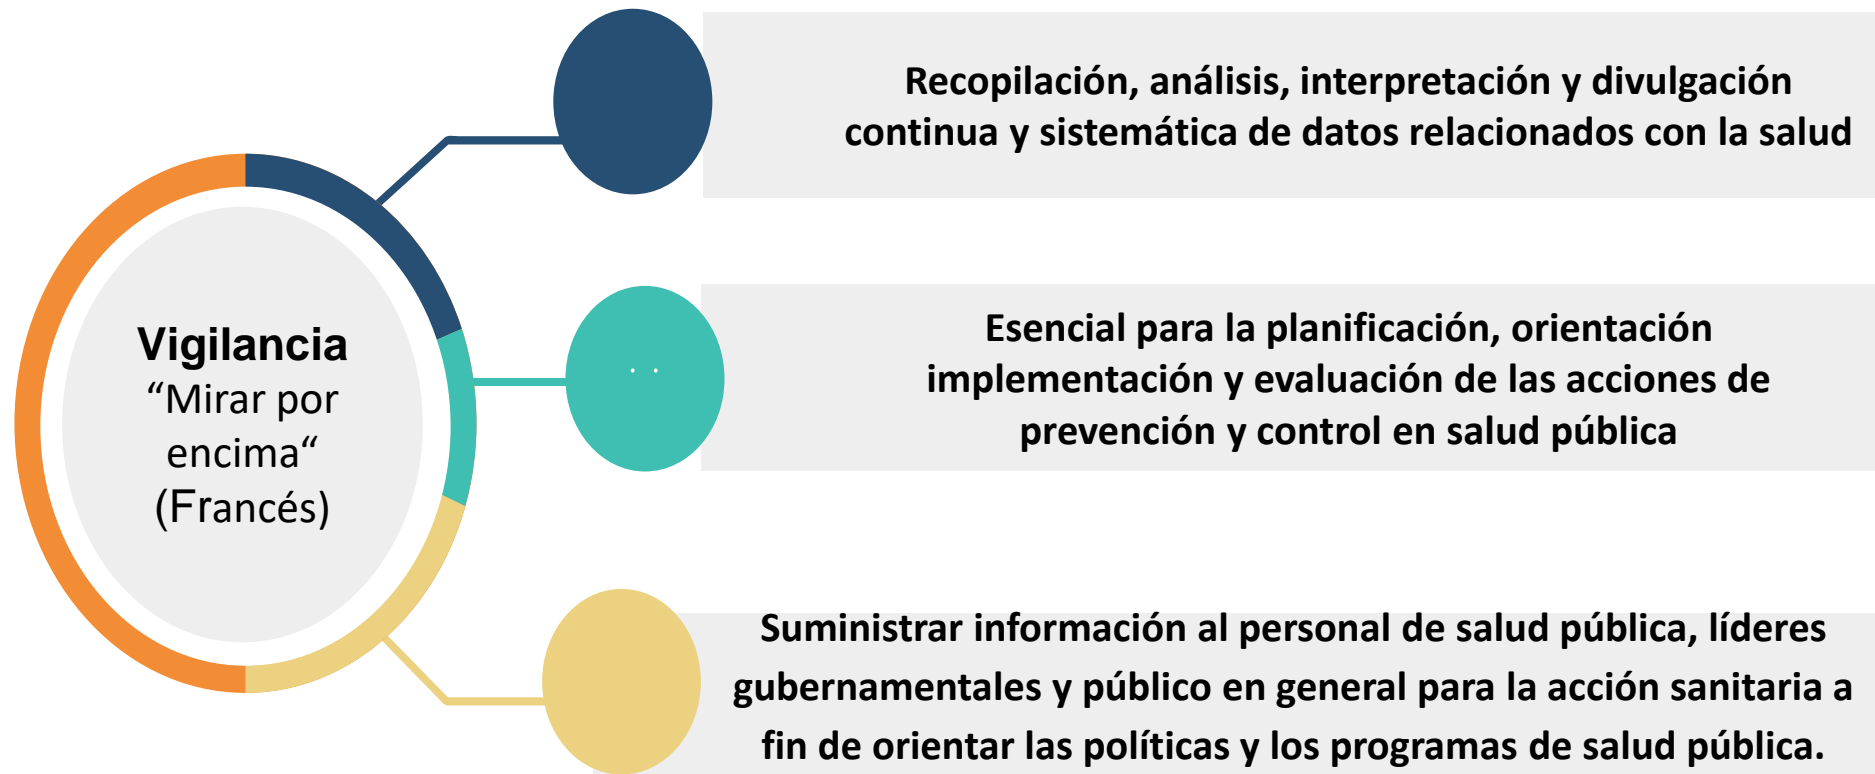 Vigilancia
“Mirar por
encima“
(Francés)
Recopilación, análisis, interpretación y divulgación
continua y sistemática de datos relacionados con la salud
Esencial para la planificación, orientación
implementación y evaluación de las acciones de
prevención y control en salud pública
Suministrar información al personal de salud pública, líderes
gubernamentales y público en general para la acción sanitaria a
fin de orientar las políticas y los programas de salud pública.